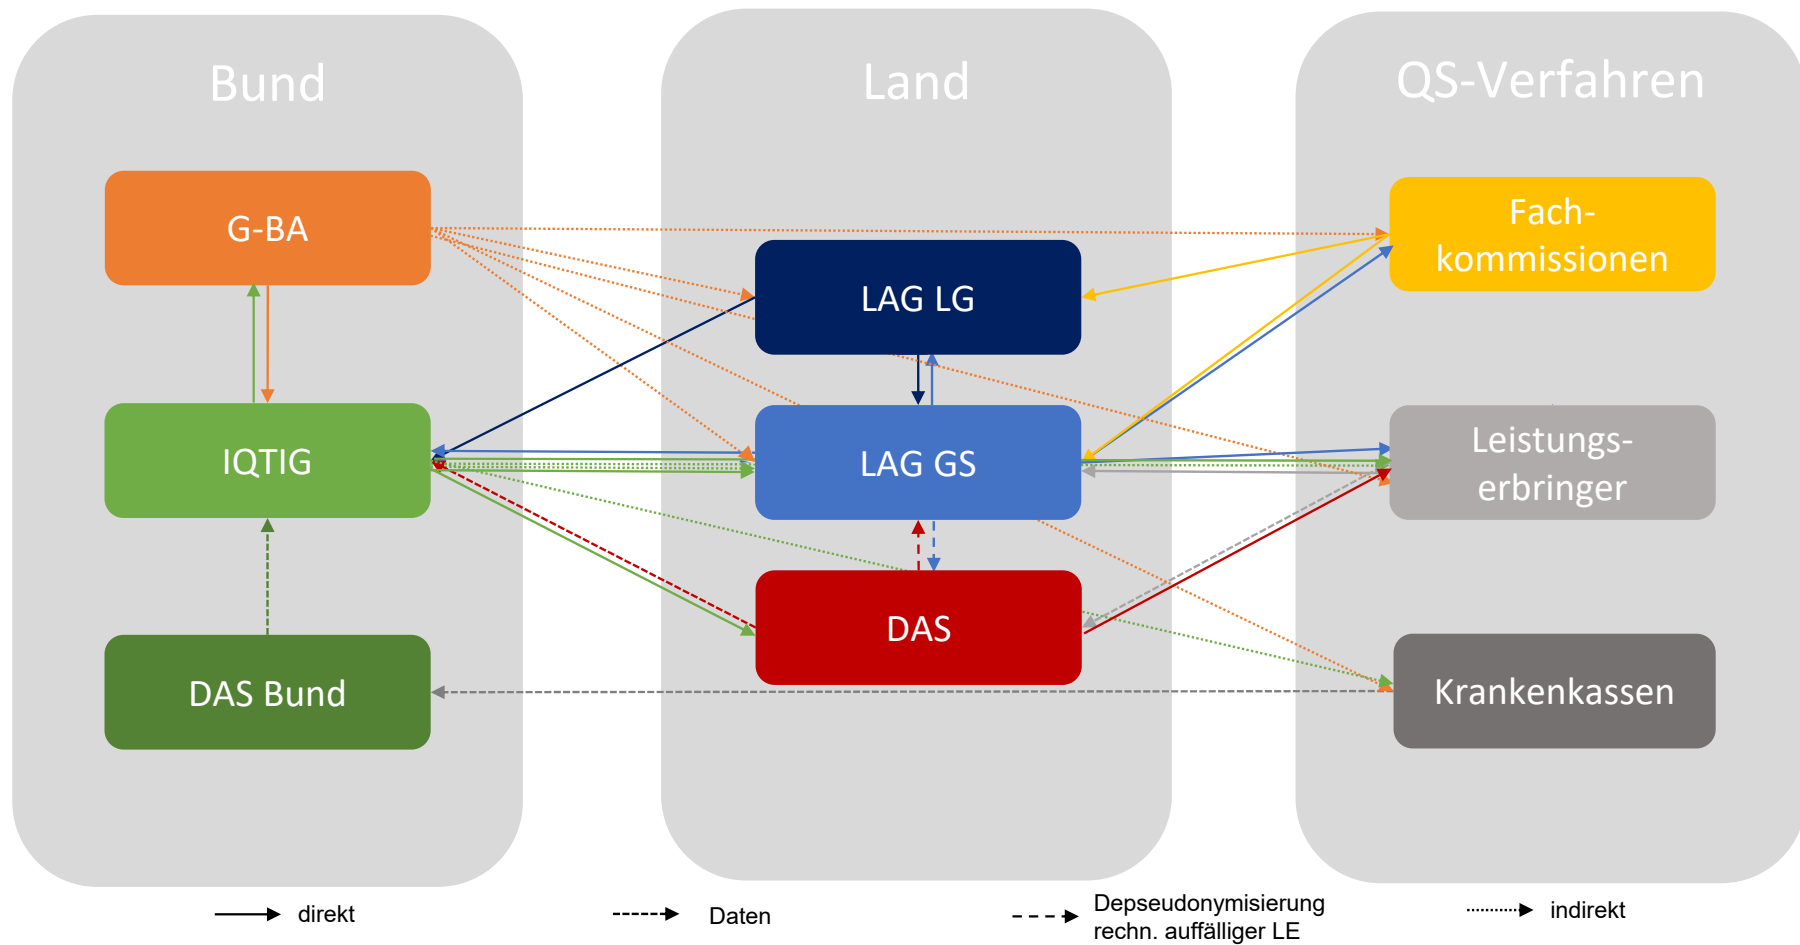 Bund
Land
QS-Verfahren
G-BA
LAG LG
Fach-
kommissionen
IQTIG
LAG GS
Leistungs-
erbringer
DAS Bund
DAS
Krankenkassen
direkt
Daten
Depseudonymisierung
rechn. auffälliger LE
indirekt